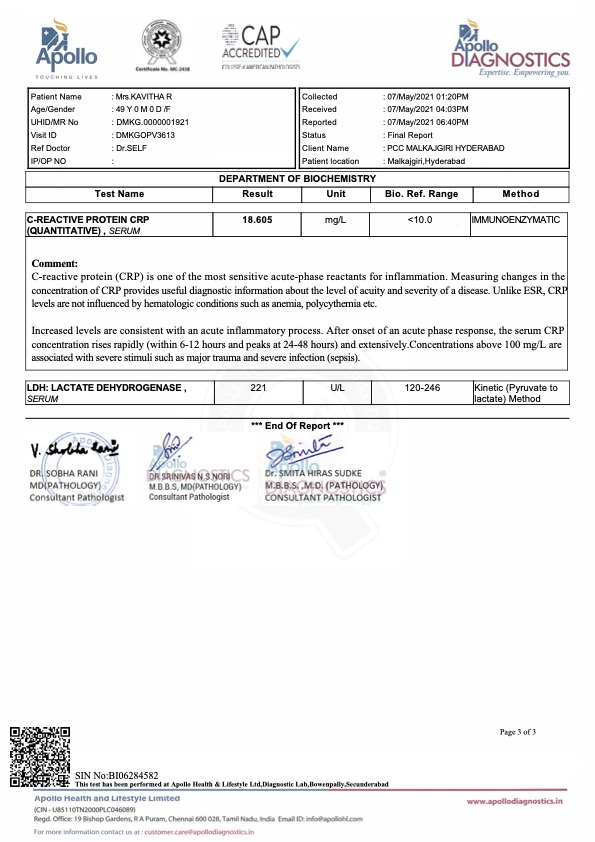 Apollo
TOUCHING LIVES
Certificate No. MC-2438
CAP
ACCREDITED
COLLEGE of AMERICAN PATHOLOGISTS
Apollo
DIAGNOSTICS
Expertise. Empowering you.
Patient Name : Mrs.KAVITHA R
Age/Gender : 49 Y 0 M 0 D /F
UHID/MR No : DMKG.0000001921
Visit ID : DMKGOPV3613
Ref Doctor : Dr.SELF
IP/OP NO :
Collected : 07/May/2021 01:20PM
Received : 07/May/2021 04:03PM
Reported : 07/May/2021 06:40PM
Status : Final Report
Client Name : PCC MALKAJGIRI HYDERABAD
Patient location : Malkajgiri,Hyderabad
DEPARTMENT OF BIOCHEMISTRY
Test Name Result Unit Bio. Ref. Range Method
C-REACTIVE PROTEIN CRP 18.605 mg/L <10.0 IMMUNOENZYMATIC
(QUANTITATIVE) , SERUM
Comment:
C-reactive protein (CRP) is one of the most sensitive acute-phase reactants for inflammation. Measuring changes in the
concentration of CRP provides useful diagnostic information about the level of acuity and severity of a disease. Unlike ESR, CRP
levels are not influenced by hematologic conditions such as anemia, polycythemia etc.
Increased levels are consistent with an acute inflammatory process. After onset of an acute phase response, the serum CRP
concentration rises rapidly (within 6-12 hours and peaks at 24-48 hours) and extensively.Concentrations above 100 mg/L are
associated with severe stimuli such as major trauma and severe infection (sepsis).
LDH: LACTATE DEHYDROGENASE , 221 U/L 120-246 Kinetic (Pyruvate to
SERUM lactate) Method
*** End Of Report ***
V. Shobha Rani
DR. SOBHA RANI
MD(PATHOLOGY)
Consultant Pathologist
DR.SRINIVAS N.S.NORI
M.B.B.S, MD(PATHOLOGY)
Consultant Pathologist
Dr. SMITA HIRAS SUDKE
M.B.B.S. ,M.D. (PATHOLOGY)
CONSULTANT PATHOLOGIST
Apollo
DIAGNOSTICS
Page 3 of 3
SIN No:BI06284582
This test has been performed at Apollo Health & Lifestyle Ltd,Diagnostic Lab,Bowenpally,Secunderabad
Apollo Health and Lifestyle Limited
www.apollodiagnostics.in
(CIN - U85110TN2000PLC046089)
Regd. Office: 19 Bishop Gardens, R A Puram, Chennai 600 028, Tamil Nadu, India Email ID: info@apollohl.com
For more information contact us at : customer.care@apollodiagnostics.in